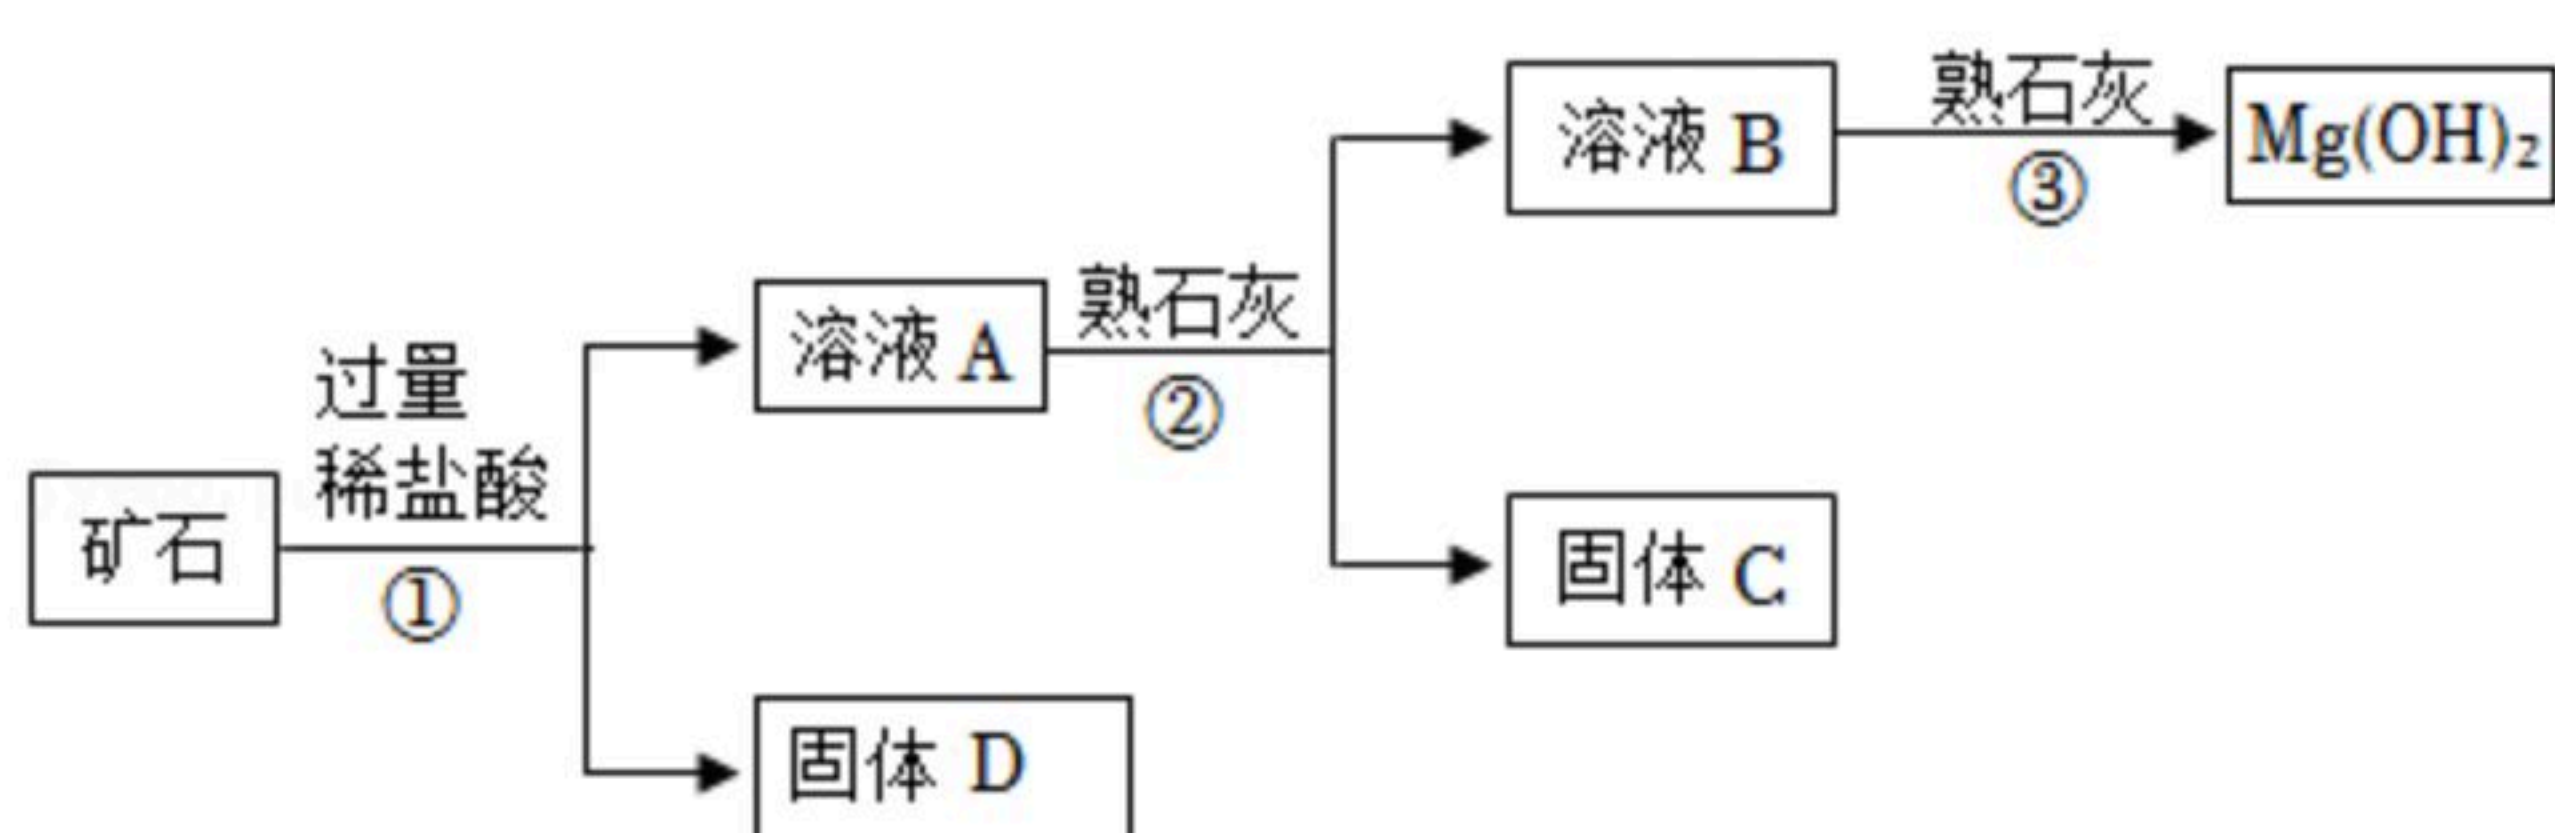 矿石
过量
稀盐酸
①
溶液 A
固体 D
熟石灰
②
溶液 B
固体 C
熟石灰
③
Mg(OH)₂